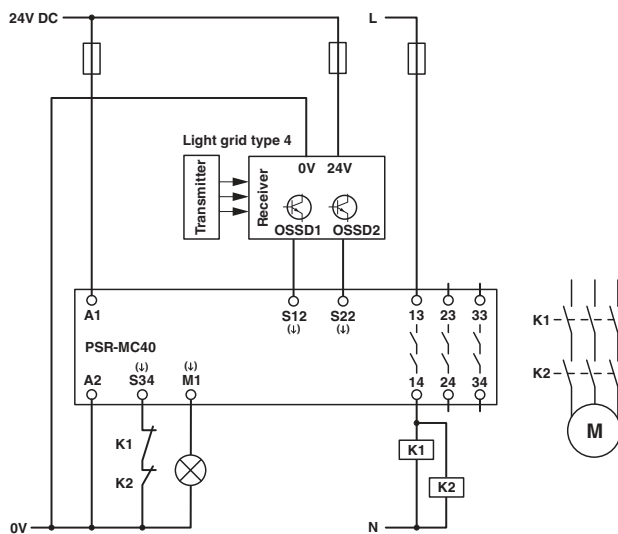 24V DC
L
Light grid type 4
Transmitter
Receiver
0V 24V
OSSD1 OSSD2
A1 S12 S22 13 23 33
(↓) (↓)
PSR-MC40
(↓) (↓)
A2 S34 M1 14 24 34
K1
K2
K1
K2
0V
N
K1
K2
M